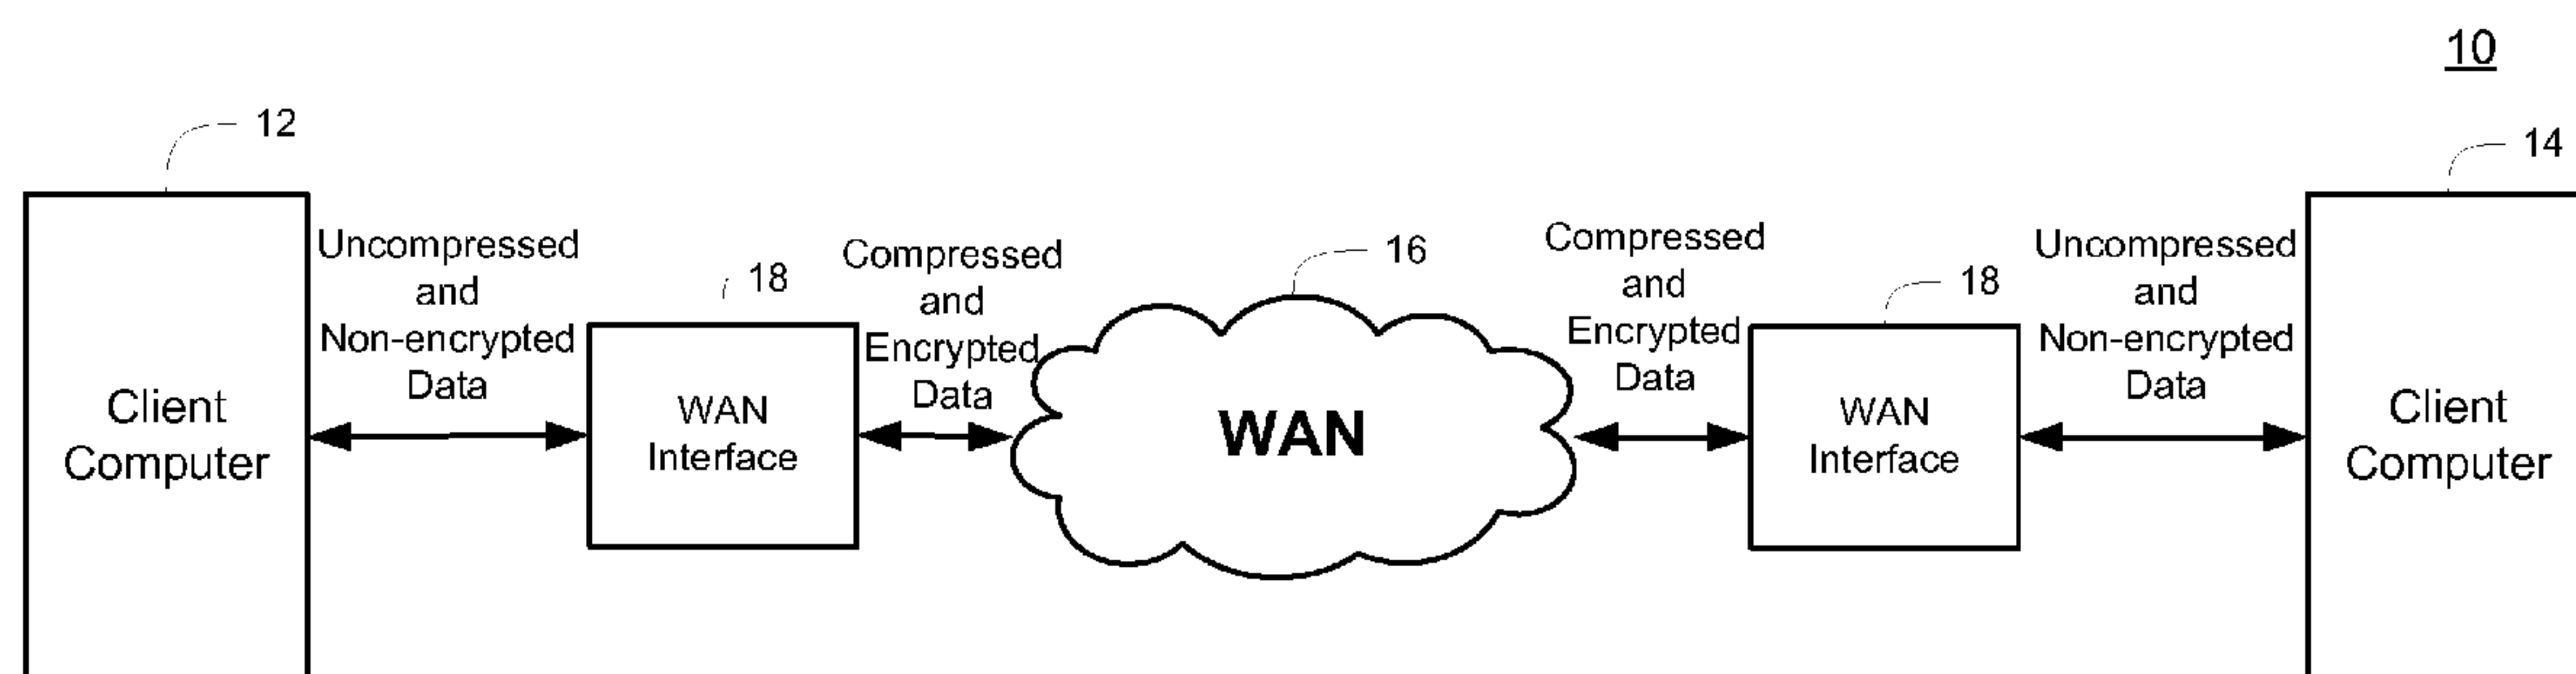 10
12
14
Uncompressed
and
Non-encrypted
Data
18
Compressed
and
Encrypted
Data
16
Compressed
and
Encrypted
Data
18
Uncompressed
and
Non-encrypted
Data
Client
Computer
WAN
Interface
WAN
WAN
Interface
Client
Computer